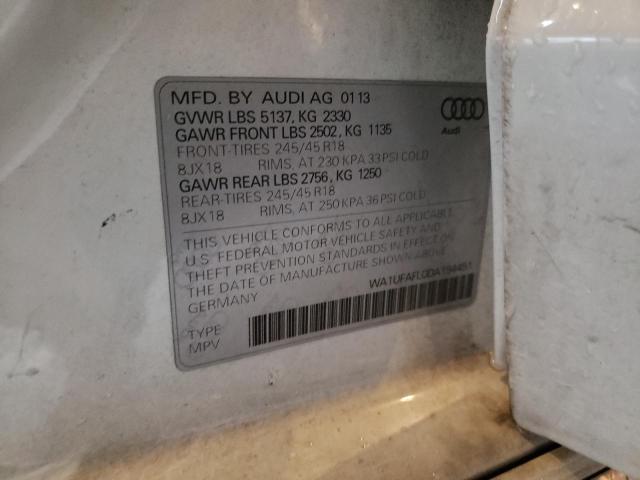 MFD. BY AUDI AG 01 13
GVWR LBS 5137, KG 2330
GAWR FRONT LBS 2502, KG 1135
FRONT-TIRES 245/45 R18
8JX18 RIMS, AT 230 KPA 33 PSI COLD
GAWR REAR LBS 2756, KG 1250
REAR-TIRES 245/45 R18
8JX18 RIMS, AT 250 KPA 36 PSI COLD
Audi
THIS VEHICLE CONFORMS TO ALL APPLICABLE
U.S. FEDERAL MOTOR VEHICLE SAFETY AND
THEFT PREVENTION STANDARDS IN EFFECT ON
THE DATE OF MANUFACTURE SHOWN ABOVE.
GERMANY
WA1UFAFL0DA194451
TYPE
MPV